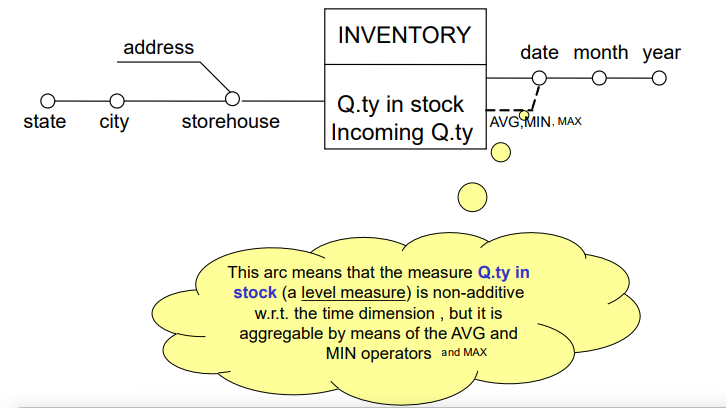 INVENTORY
address
date month year
Q.ty in stock
Incoming Q.ty
AVG,MIN, MAX
state city storehouse
This arc means that the measure Q.ty in
stock (a level measure) is non-additive
w.r.t. the time dimension , but it is
aggregable by means of the AVG and
MIN operators and MAX